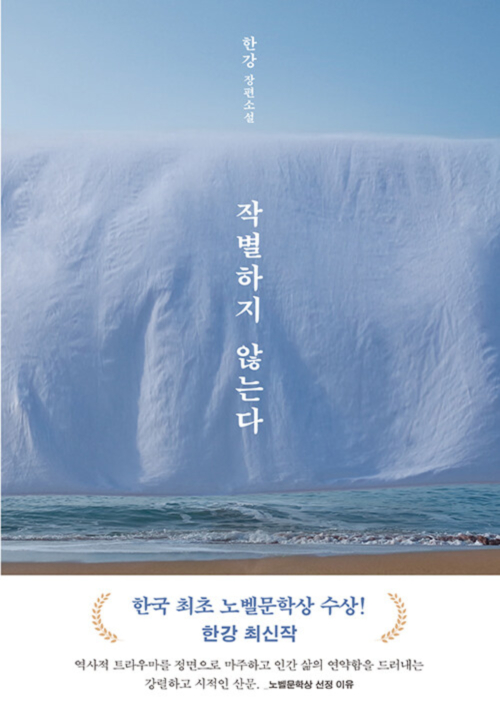 한강 장편소설
작별하지 않는다
한국 최초 노벨문학상 수상!
한강 최신작
역사적 트라우마를 정면으로 마주하고 인간 삶의 연약함을 드러내는
강렬하고 시적인 산문. _노벨문학상 선정 이유